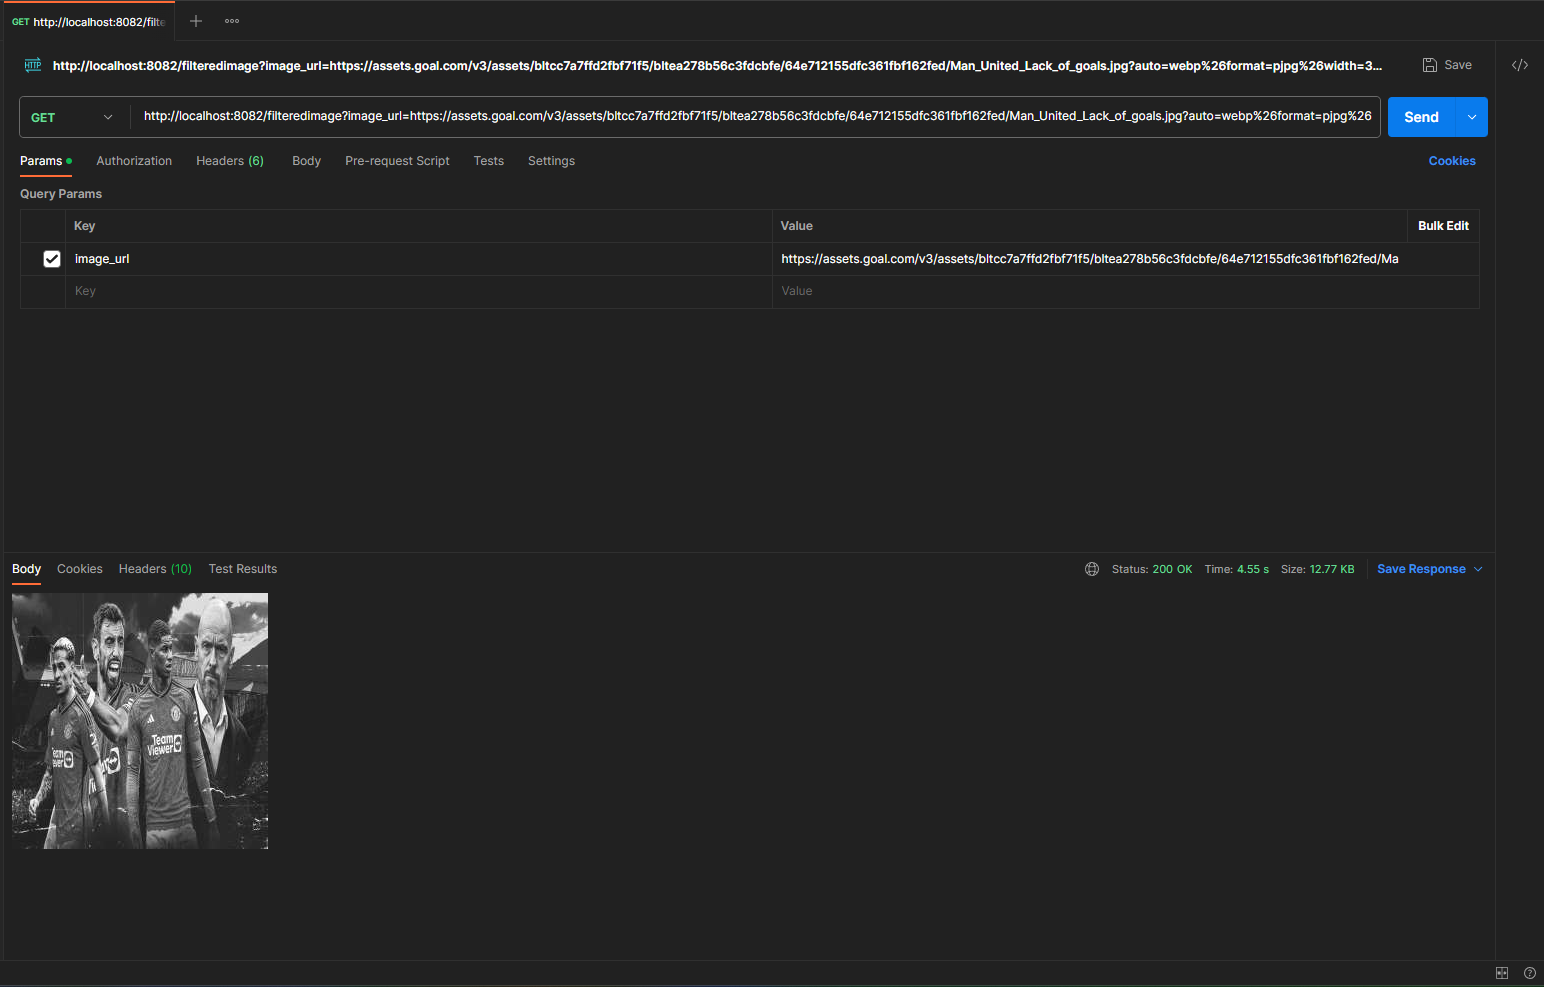 GET http://localhost:8082/filte
HTTP http://localhost:8082/filteredimage?image_url=https://assets.goal.com/v3/assets/bltcc7a7ffd2fbf71f5/bltea278b56c3fdcbfe/64e712155dfc361fbf162fed/Man_United_Lack_of_goals.jpg?auto=webp%26format=pjpg%26width=3... Save </>
GET http://localhost:8082/filteredimage?image_url=https://assets.goal.com/v3/assets/bltcc7a7ffd2fbf71f5/bltea278b56c3fdcbfe/64e712155dfc361fbf162fed/Man_United_Lack_of_goals.jpg?auto=webp%26format=pjpg%26 Send
Params Authorization Headers (6) Body Pre-request Script Tests Settings Cookies
Query Params
Key Value Bulk Edit
image_url https://assets.goal.com/v3/assets/bltcc7a7ffd2fbf71f5/bltea278b56c3fdcbfe/64e712155dfc361fbf162fed/Ma
Key Value
Body Cookies Headers (10) Test Results Status: 200 OK Time: 4.55 s Size: 12.77 KB Save Response
Team
Viewer